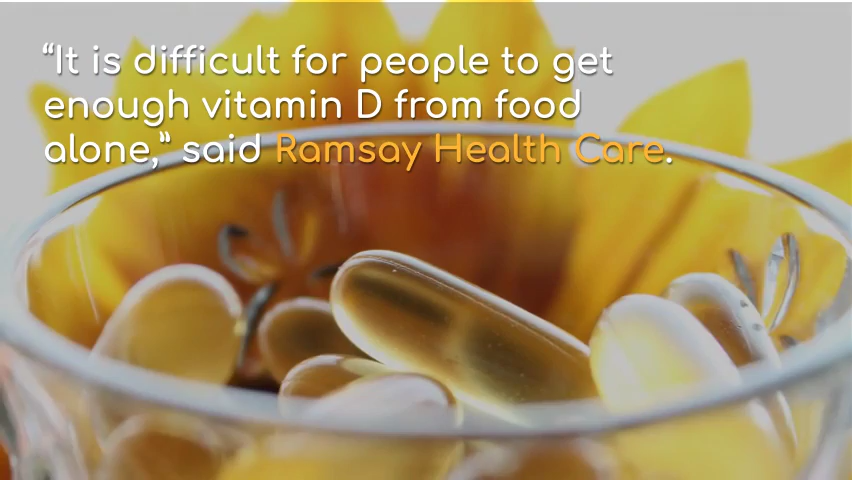 “It is difficult for people to get
enough vitamin D from food
alone,” said Ramsay Health Care.